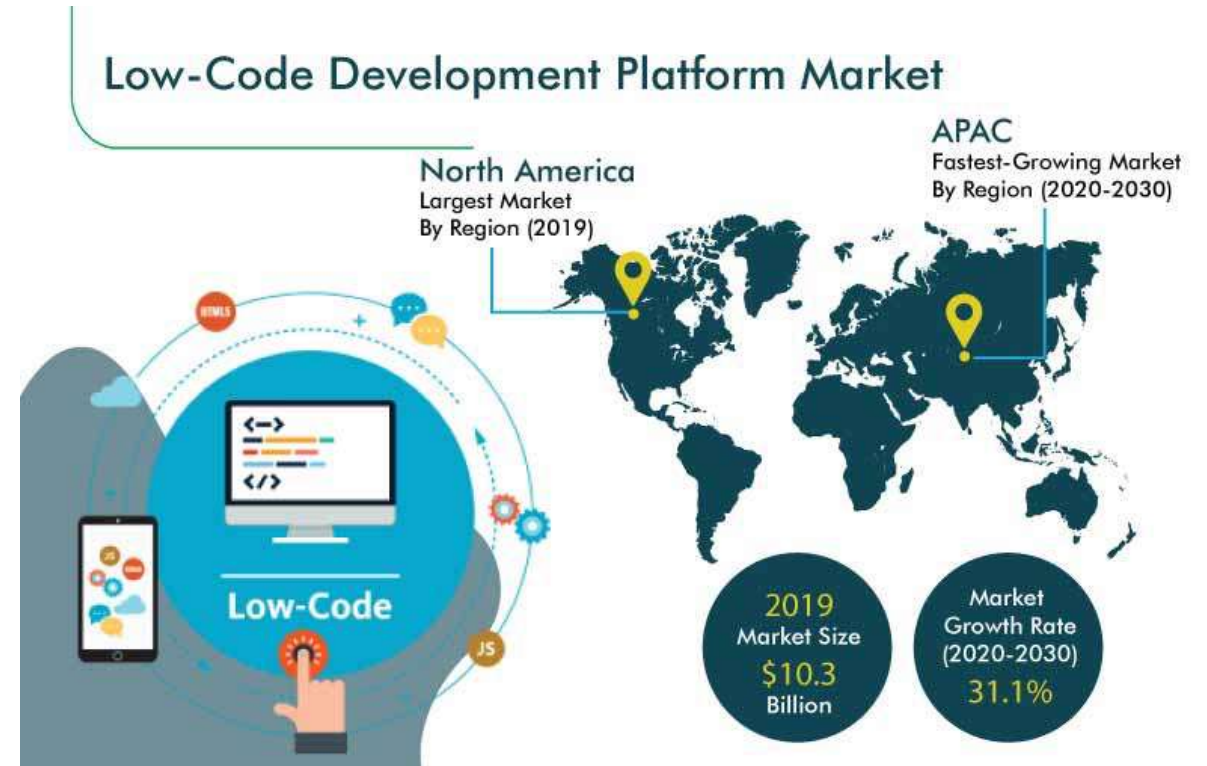 Low-Code Development Platform Market
North America
Largest Market
By Region (2019)
APAC
Fastest-Growing Market
By Region (2020-2030)
HTML5
<->
</>
Low-Code
JS
JS
2019
Market Size
$10.3
Billion
Market
Growth Rate
(2020-2030)
31.1%